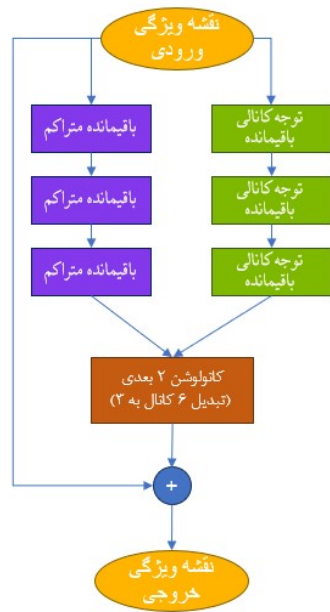 نقشه ویژگی
ورودی
باقیمانده متراکم
توجه کانالی
باقیمانده
باقیمانده متراکم
توجه کانالی
باقیمانده
باقیمانده متراکم
توجه کانالی
باقیمانده
کانولوشن ۲ بعدی
(تبدیل ۶ کانال به ۳)
+
نقشه ویژگی
خروجی